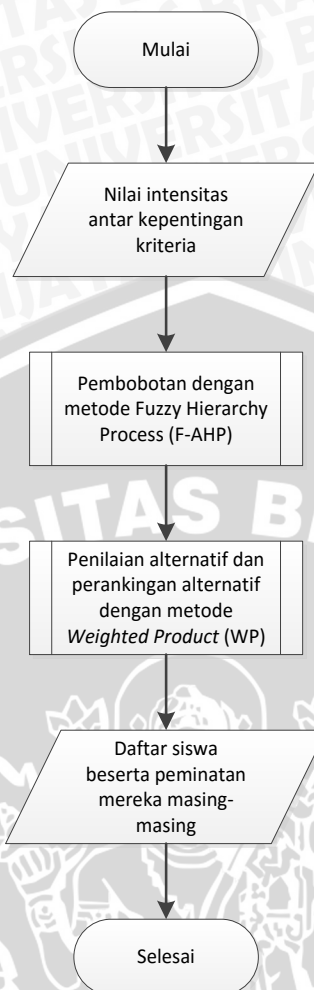 Mulai
Nilai intensitas
antar kepentingan
kriteria
Pembobotan dengan
metode Fuzzy Hierarchy
Process (F-AHP)
SITAS B
Penilaian alternatif dan
perankingan alternatif
dengan metode
Weighted Product (WP)
Daftar siswa
beserta peminatan
mereka masing-
masing
Selesai